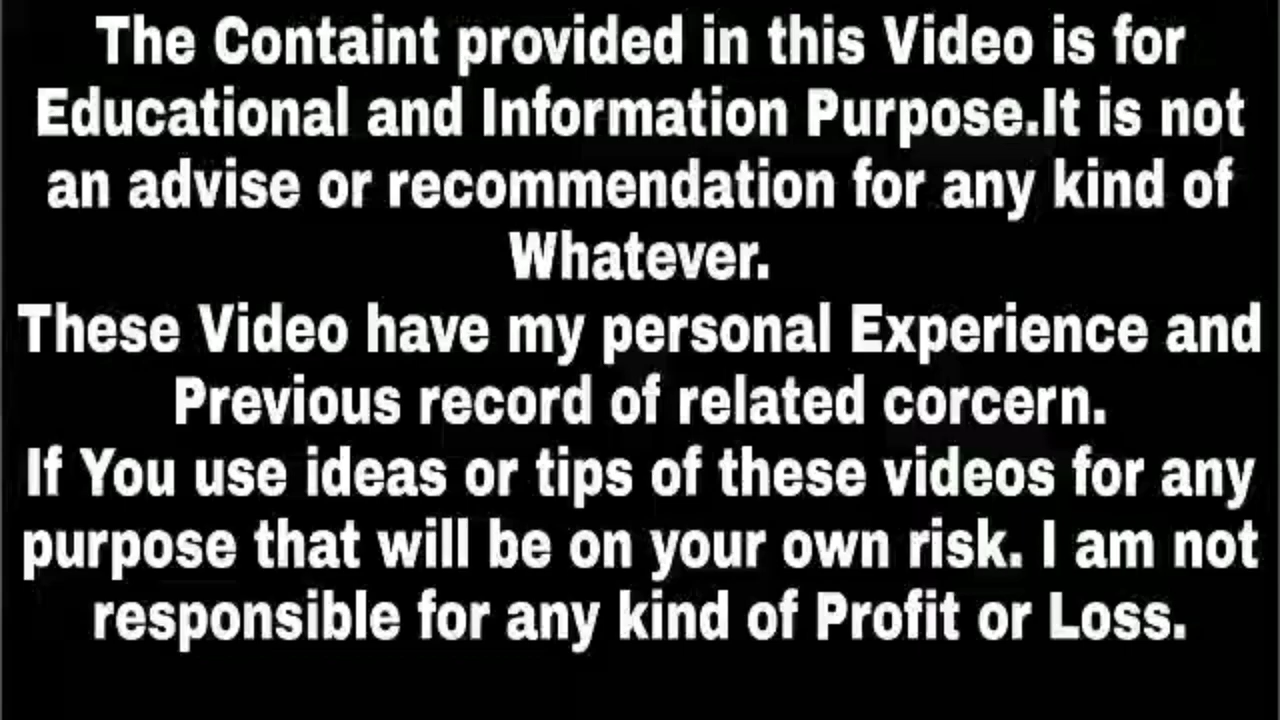 The Containt provided in this Video is for
Educational and Information Purpose.It is not
an advise or recommendation for any kind of
Whatever.
These Video have my personal Experience and
Previous record of related corcern.
If You use ideas or tips of these videos for any
purpose that will be on your own risk. I am not
responsible for any kind of Profit or Loss.